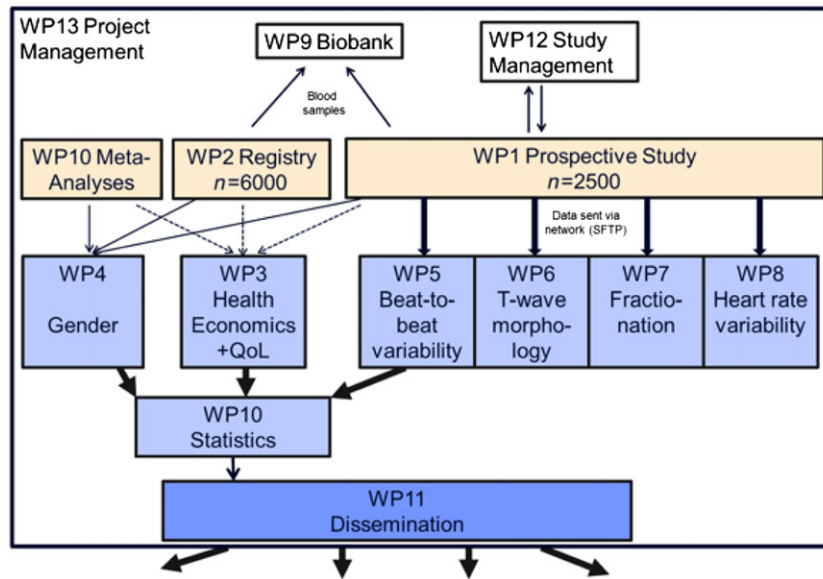 WP13 Project
Management
WP9 Biobank
WP12 Study
Management
Blood
samples
WP10 Meta-
Analyses
WP2 Registry
n=6000
WP1 Prospective Study
n=2500
Data sent via
network (SFTP)
WP4
Gender
WP3
Health
Economics
+QoL
WP5
Beat-to-
beat
variability
WP6
T-wave
morpho-
logy
WP7
Fractio-
nation
WP8
Heart rate
variability
WP10
Statistics
WP11
Dissemination